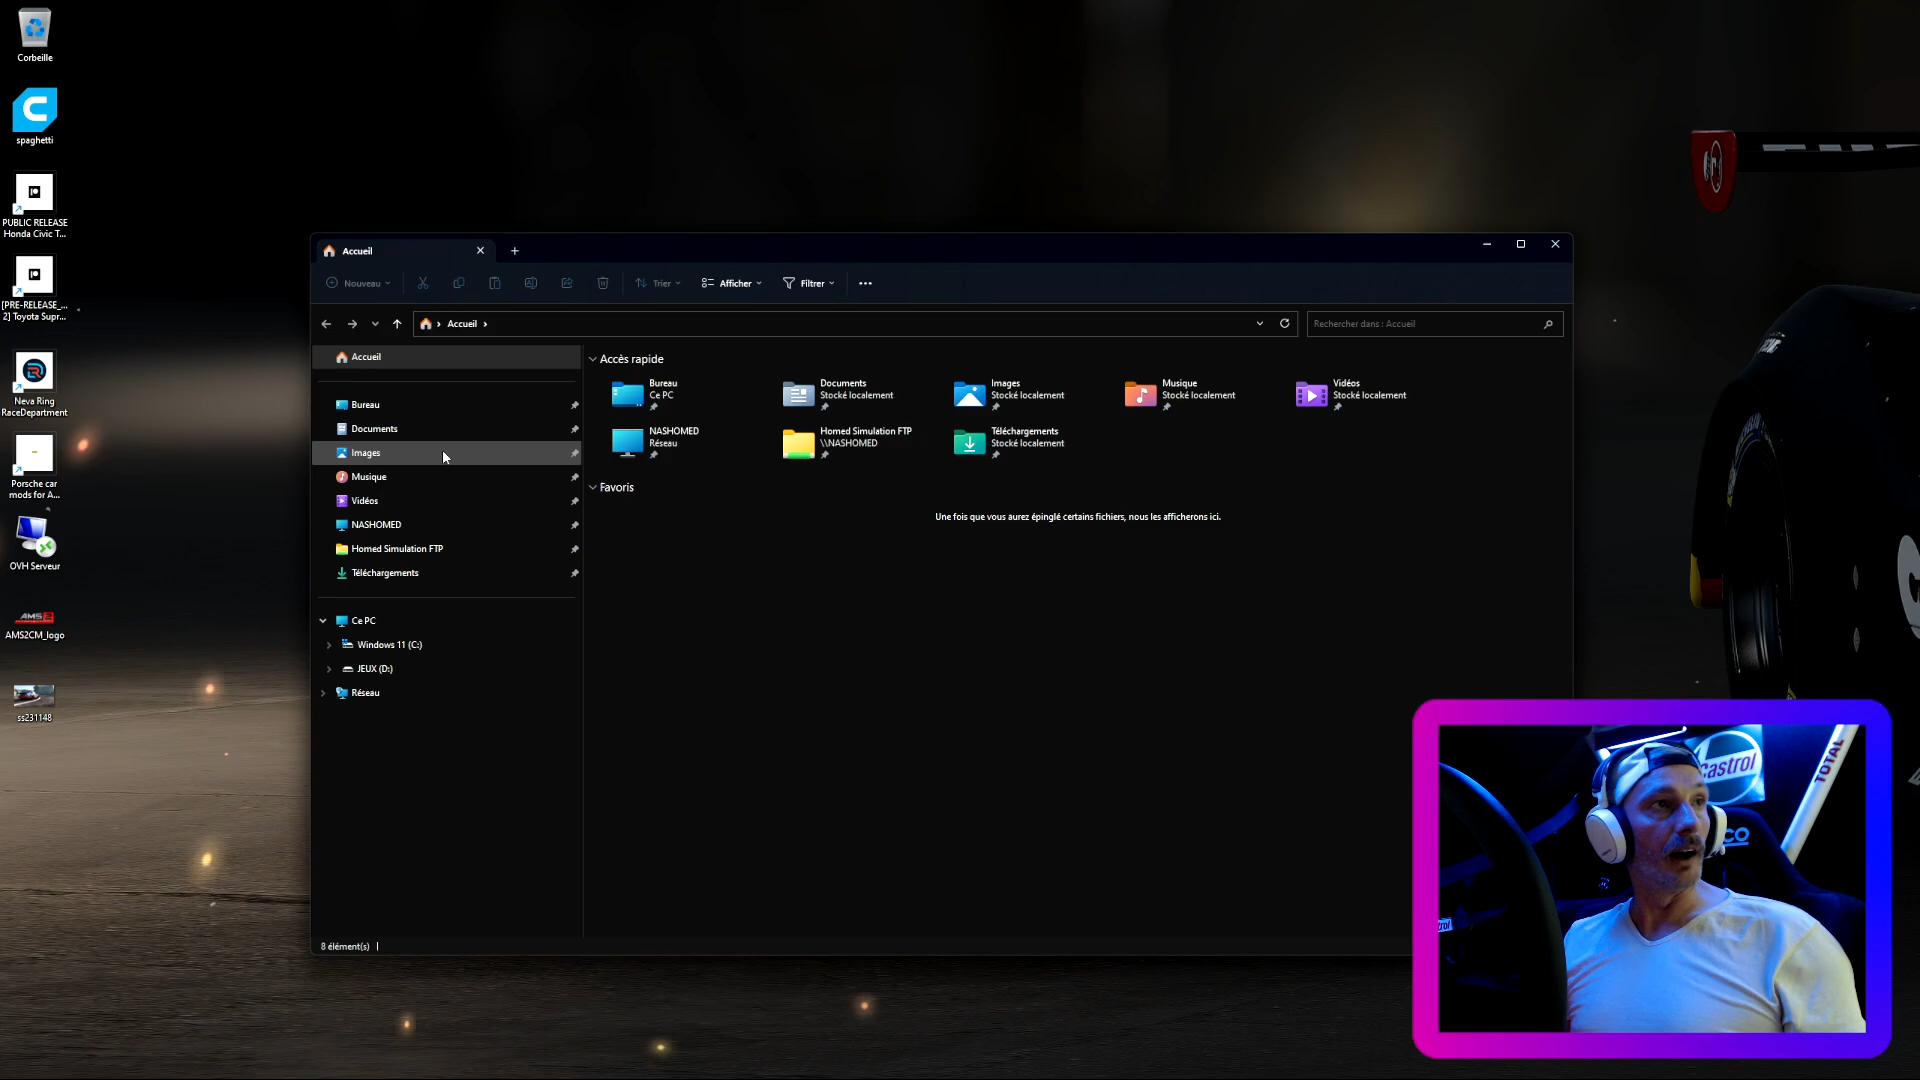 Corbeille
spaghetti
PUBLIC RELEASE
Honda Civic T...
[PRE-RELEASE_...
2] Toyota Supr...
Neva Ring
RaceDepartment
Porsche car
mods for A...
OVH Serveur
AMS2
AMS2CM_logo
ss231148
Accueil
Nouveau
Trier
Afficher
Filtrer
Accueil
Rechercher dans : Accueil
Accueil
Bureau
Documents
Images
Musique
Vidéos
NASHOMED
Homed Simulation FTP
Téléchargements
Ce PC
Windows 11 (C:)
JEUX (D:)
Réseau
Accès rapide
Bureau
Ce PC
Documents
Stocké localement
Images
Stocké localement
Musique
Stocké localement
Vidéos
Stocké localement
NASHOMED
Réseau
Homed Simulation FTP
\\NASHOMED
Téléchargements
Stocké localement
Favoris
Une fois que vous aurez épinglé certains fichiers, nous les afficherons ici.
8 élément(s)
Castrol
TOTAL